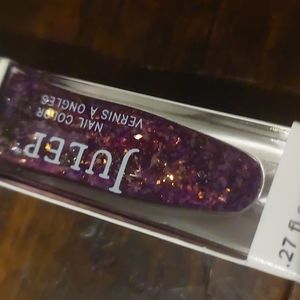 JULEP
NAIL COLOR
VERNIS À ONGLES
.27 fl